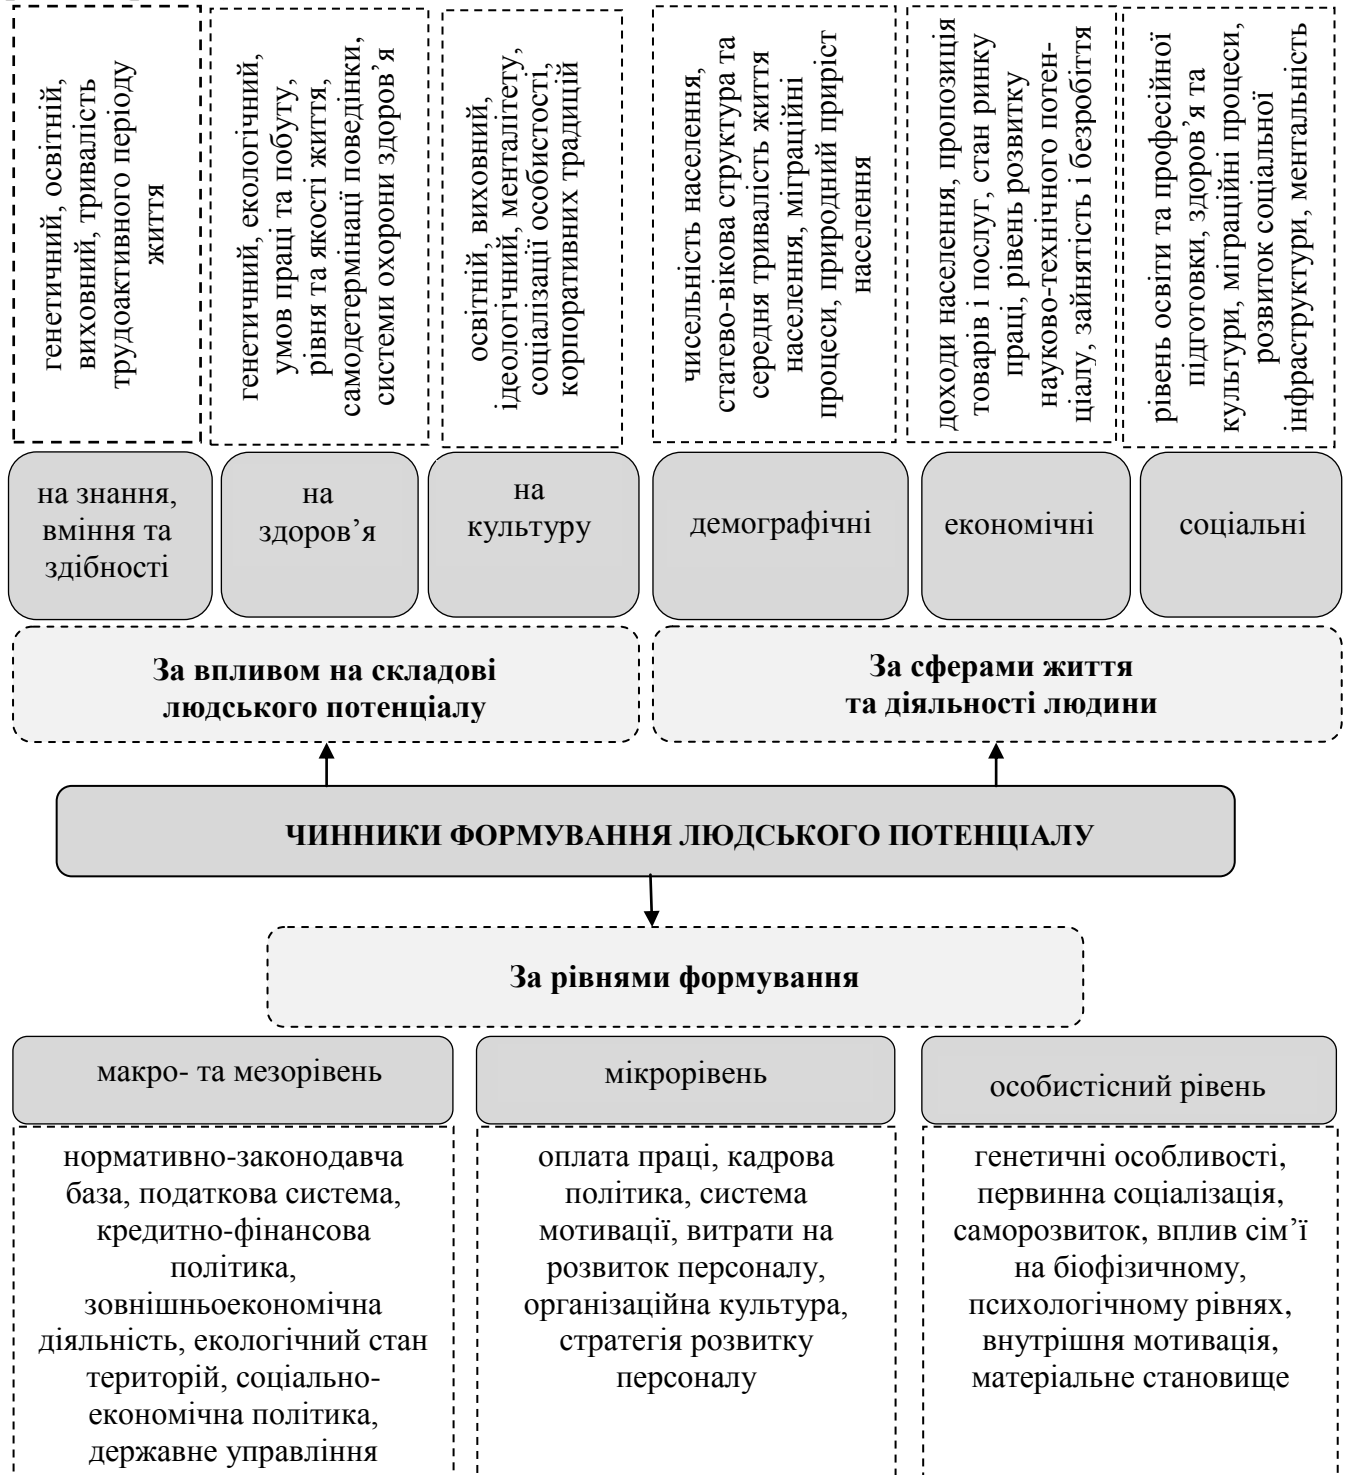 генетичний, освітній,
виховний, тривалість
трудоактивного періоду
життя
генетичний, екологічний,
умов праці та побуту,
рівня та якості життя,
самодетермінації поведінки,
системи охорони здоров’я
освітній, виховний,
ідеологічний, менталітету,
соціалізації особистості,
корпоративних традицій
чисельність населення,
статево-вікова структура та
середня тривалість життя
населення, міграційні
процеси, природний приріст
населення
доходи населення, пропозиція
товарів і послуг, стан ринку
праці, рівень розвитку
науково-технічного потен-
ціалу, зайнятість і безробіття
рівень освіти та професійної
підготовки, здоров’я та
культури, міграційні процеси,
розвиток соціальної
інфраструктури, ментальність
на знання,
вміння та
здібності
на
здоров’я
на
культуру
демографічні
економічні
соціальні
За впливом на складові
людського потенціалу
За сферами життя
та діяльності людини
ЧИННИКИ ФОРМУВАННЯ ЛЮДСЬКОГО ПОТЕНЦІАЛУ
За рівнями формування
макро- та мезорівень
мікрорівень
особистісний рівень
нормативно-законодавча
база, податкова система,
кредитно-фінансова
політика,
зовнішньоекономічна
діяльність, екологічний стан
територій, соціально-
економічна політика,
державне управління
оплата праці, кадрова
політика, система
мотивації, витрати на
розвиток персоналу,
організаційна культура,
стратегія розвитку
персоналу
генетичні особливості,
первинна соціалізація,
саморозвиток, вплив сім’ї
на біофізичному,
психологічному рівнях,
внутрішня мотивація,
матеріальне становище